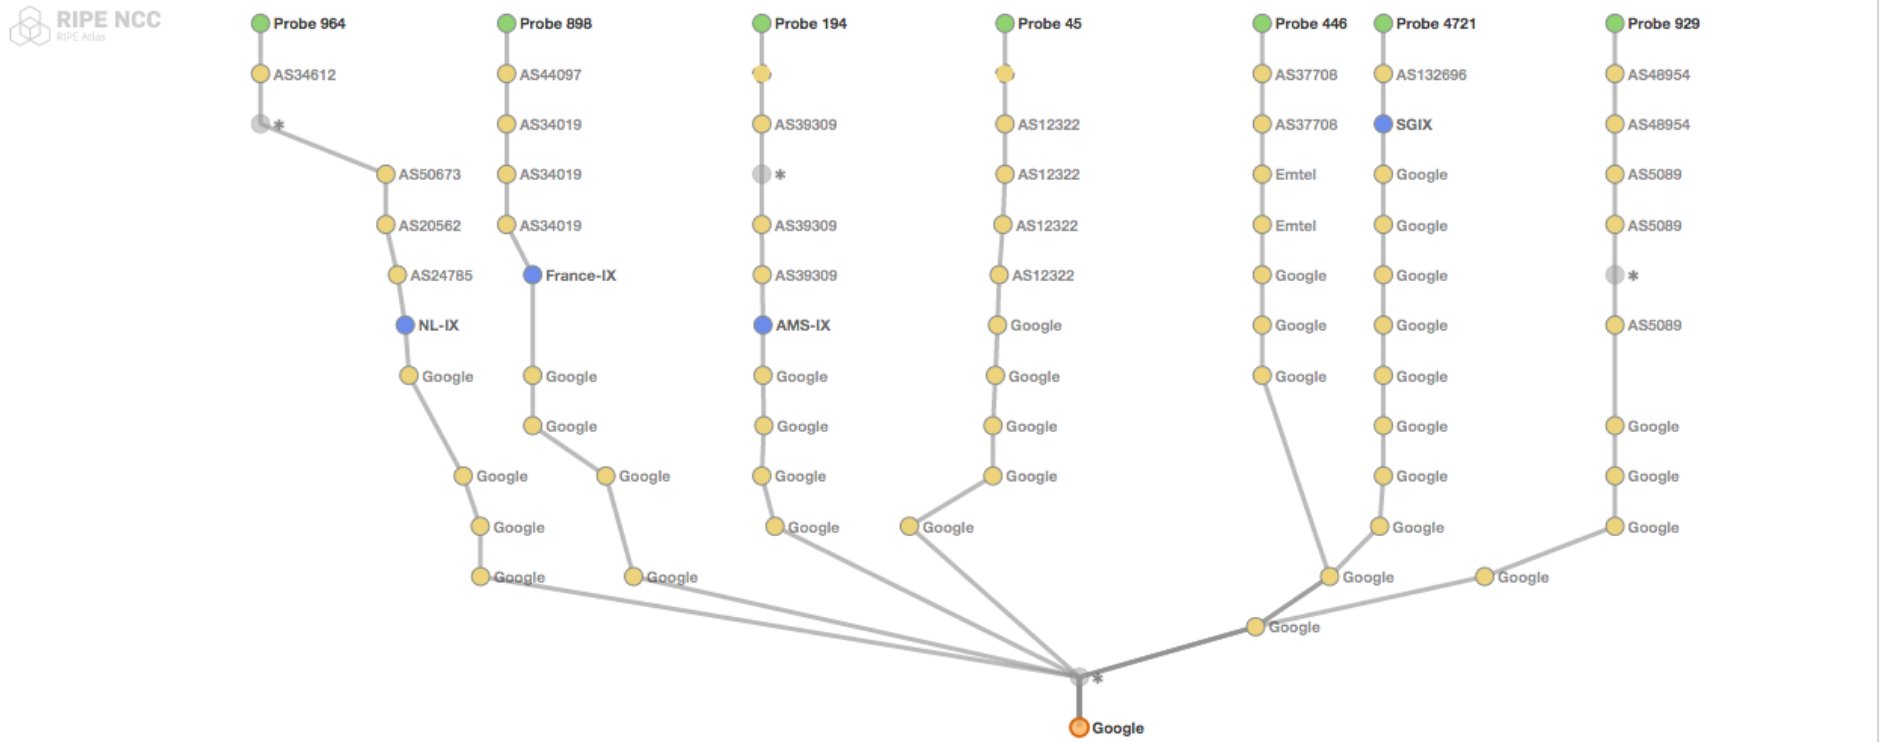 RIPE NCC
RIPE Atlas
Probe 964 Probe 898 Probe 194 Probe 45 Probe 446 Probe 4721 Probe 929
AS34612 AS44097 AS37708 AS132696 AS48954
* AS34019 AS39309 AS12322 AS37708 SGIX AS48954
AS50673 AS34019 * AS12322 Emtel Google AS5089
AS20562 AS34019 AS39309 AS12322 Emtel Google AS5089
AS24785 France-IX AS39309 AS12322 Google Google *
NL-IX AMS-IX Google Google Google AS5089
Google Google Google Google Google Google
Google Google Google Google Google
Google Google Google Google Google Google
Google Google Google Google Google
Google Google Google Google
Google
*
Google